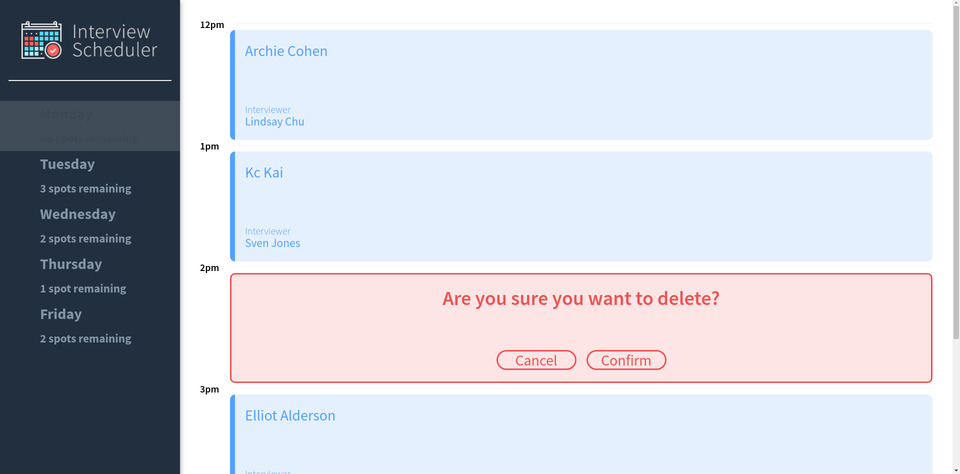 Interview
Scheduler
Monday
spots remaining
Tuesday
3 spots remaining
Wednesday
2 spots remaining
Thursday
1 spot remaining
Friday
2 spots remaining
12pm
Archie Cohen
Interviewer
Lindsay Chu
1pm
Kc Kai
Interviewer
Sven Jones
2pm
Are you sure you want to delete?
Cancel
Confirm
3pm
Elliot Alderson
Interviewer